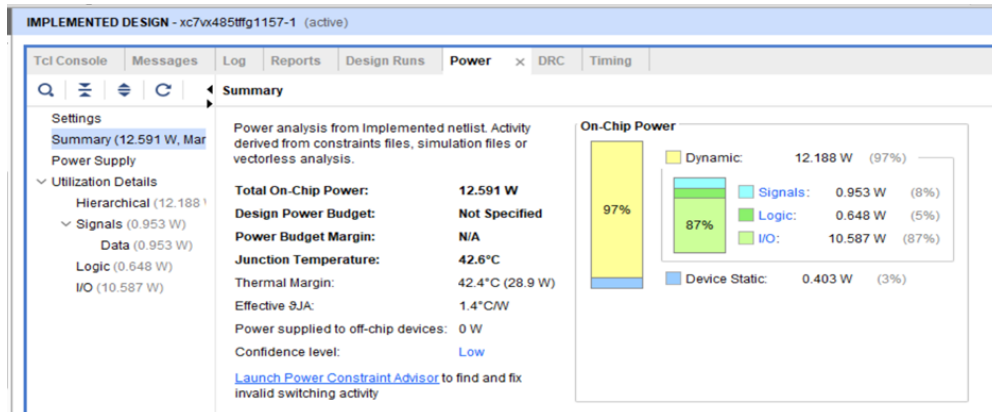 IMPLEMENTED DESIGN - xc7vx485tffg1157-1 (active)
Tcl Console Messages Log Reports Design Runs Power × DRC Timing
Summary
Settings
Summary (12.591 W, Mar
Power Supply
Utilization Details
Hierarchical (12.188
Signals (0.953 W)
Data (0.953 W)
Logic (0.648 W)
I/O (10.587 W)
Power analysis from Implemented netlist. Activity
derived from constraints files, simulation files or
vectorless analysis.
Total On-Chip Power: 12.591 W
Design Power Budget: Not Specified
Power Budget Margin: N/A
Junction Temperature: 42.6°C
Thermal Margin: 42.4°C (28.9 W)
Effective ϑJA: 1.4°C/W
Power supplied to off-chip devices: 0 W
Confidence level: Low
Launch Power Constraint Advisor to find and fix
invalid switching activity
On-Chip Power
97%
Dynamic: 12.188 W (97%)
87%
Signals: 0.953 W (8%)
Logic: 0.648 W (5%)
I/O: 10.587 W (87%)
Device Static: 0.403 W (3%)